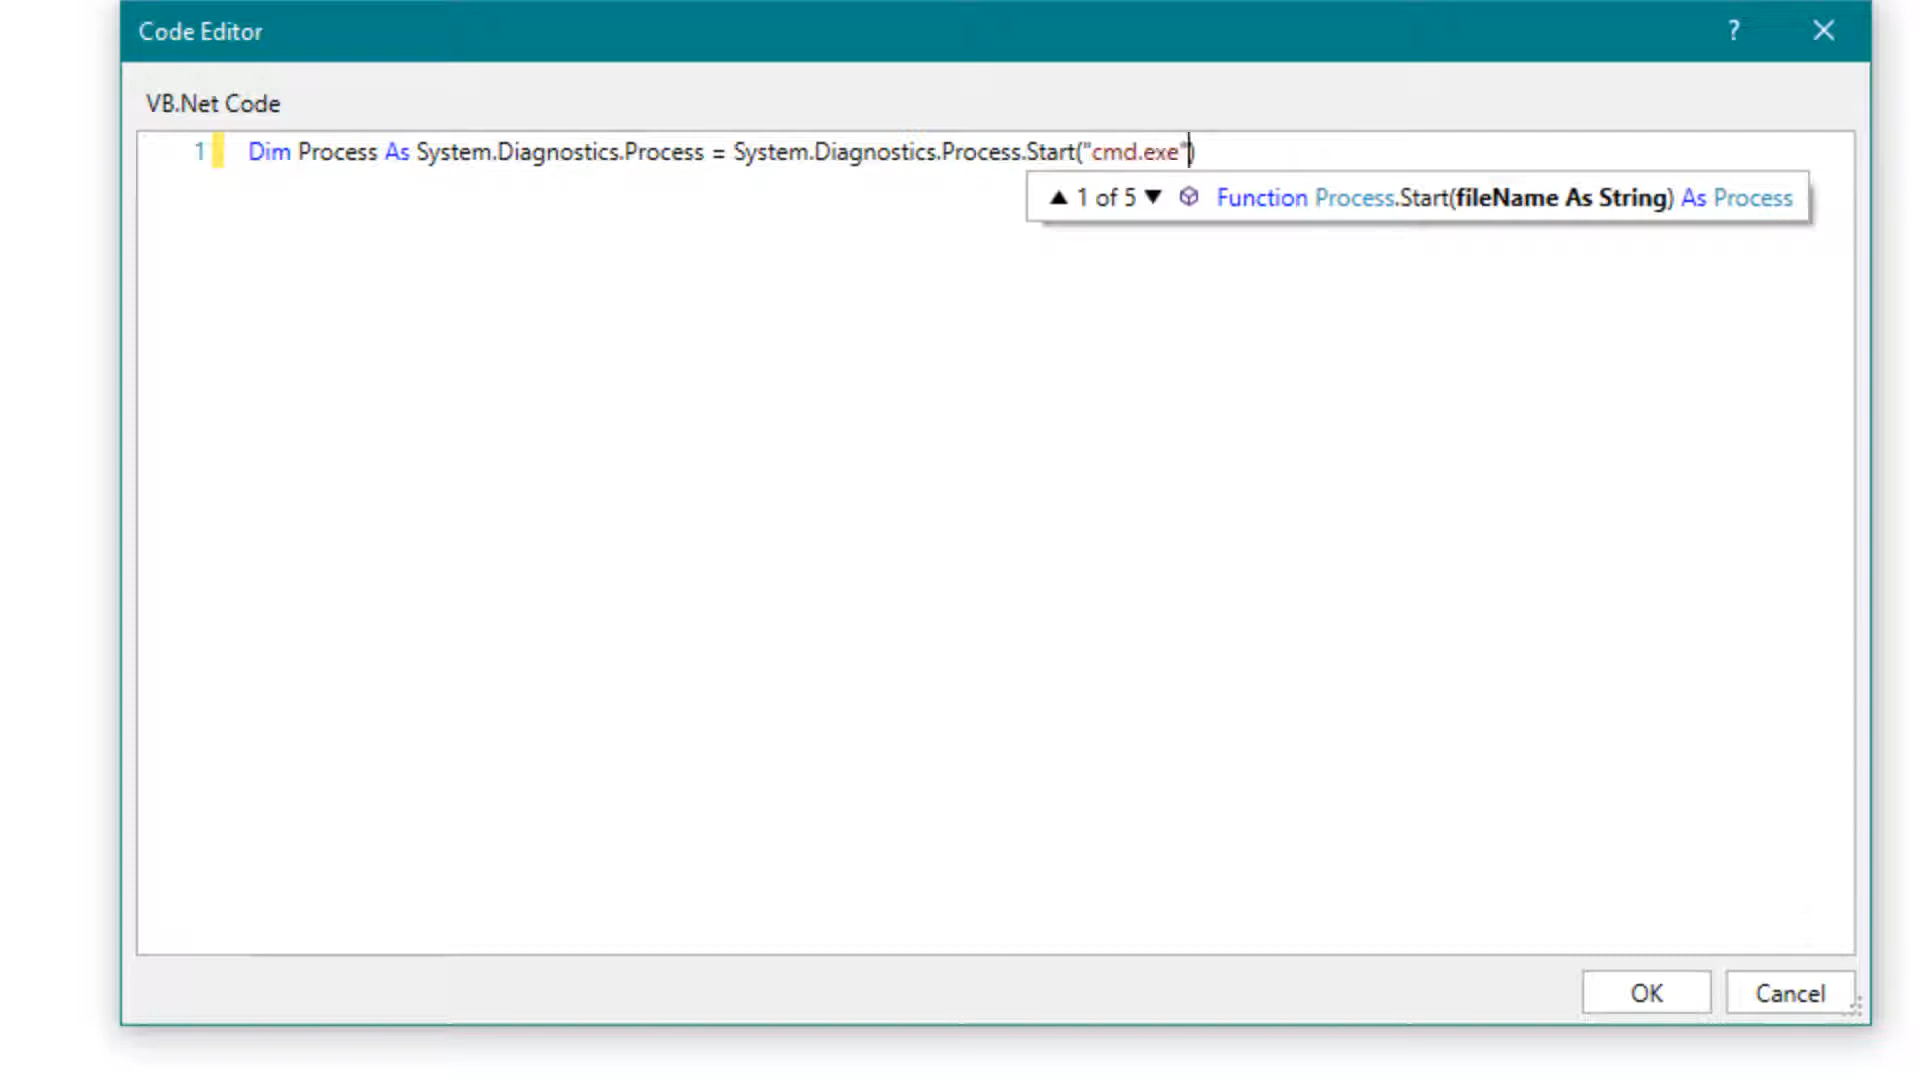 Code Editor ?
VB.Net Code
1 Dim Process As System.Diagnostics.Process = System.Diagnostics.Process.Start("cmd.exe")
▲ 1 of 5 ▼ Function Process.Start(fileName As String) As Process
OK Cancel